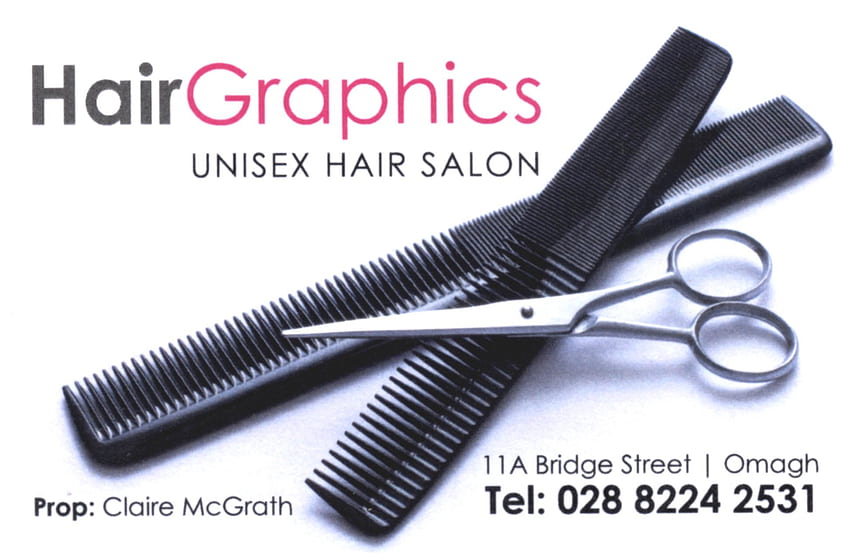 HairGraphics
UNISEX HAIR SALON
11A Bridge Street | Omagh
Prop: Claire McGrath
Tel: 028 8224 2531